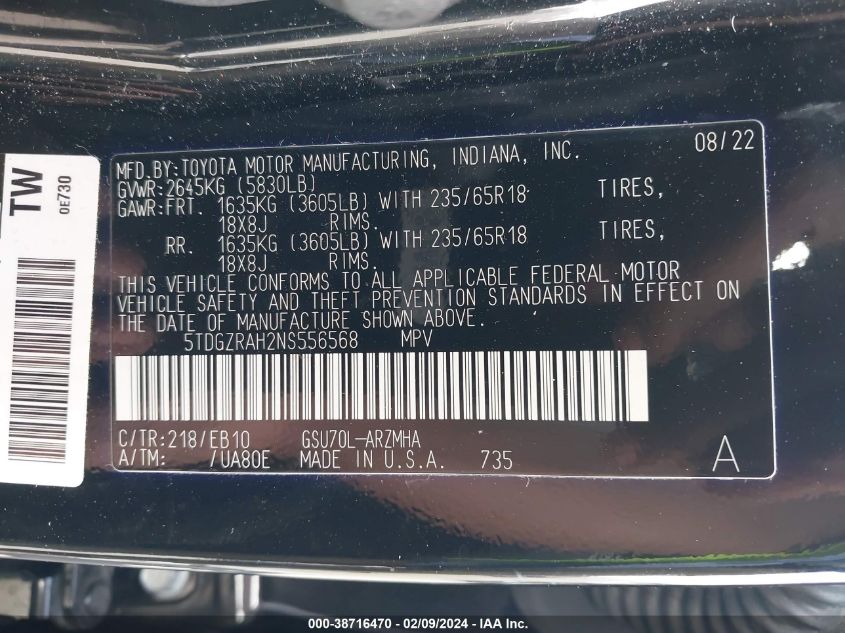 MFD.BY:TOYOTA MOTOR MANUFACTURING, INDIANA, INC. 08/22
GVWR:2645KG (5830LB)
GAWR:FRT. 1635KG (3605LB) WITH 235/65R18 TIRES,
18X8J RIMS.
RR. 1635KG (3605LB) WITH 235/65R18 TIRES,
18X8J RIMS.
THIS VEHICLE CONFORMS TO ALL APPLICABLE FEDERAL MOTOR
VEHICLE SAFETY AND THEFT PREVENTION STANDARDS IN EFFECT ON
THE DATE OF MANUFACTURE SHOWN ABOVE.
5TDGZRAH2NS556568 MPV
C/TR:218/EB10 GSU70L-ARZMHA
A/TM: /UA80E MADE IN U.S.A. 735 A
TW
0E730
000-38716470 - 02/09/2024 - IAA Inc.